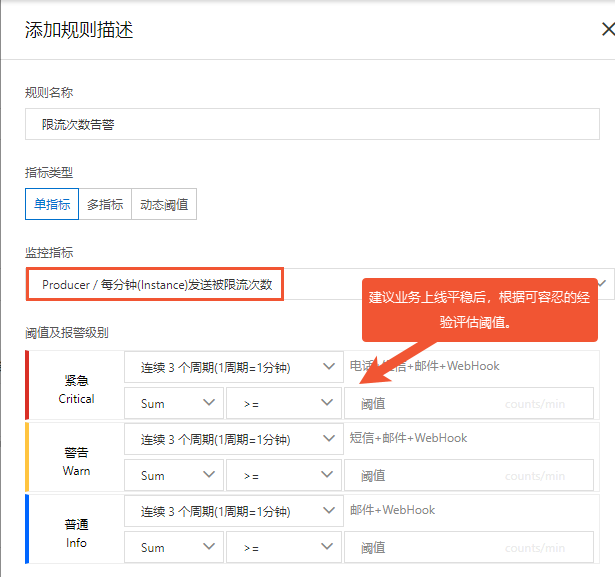 添加规则描述
规则名称
限流次数告警
指标类型
单指标 多指标 动态阈值
监控指标
Producer / 每分钟(Instance)发送被限流次数
建议业务上线平稳后，根据可容忍的经
验评估阈值。
阈值及报警级别
紧急
Critical
连续 3 个周期(1周期=1分钟) 电话+短信+邮件+WebHook
Sum >= 阈值 counts/min
警告
Warn
连续 3 个周期(1周期=1分钟) 短信+邮件+WebHook
Sum >= 阈值 counts/min
普通
Info
连续 3 个周期(1周期=1分钟) 邮件+WebHook
Sum >= 阈值 counts/min